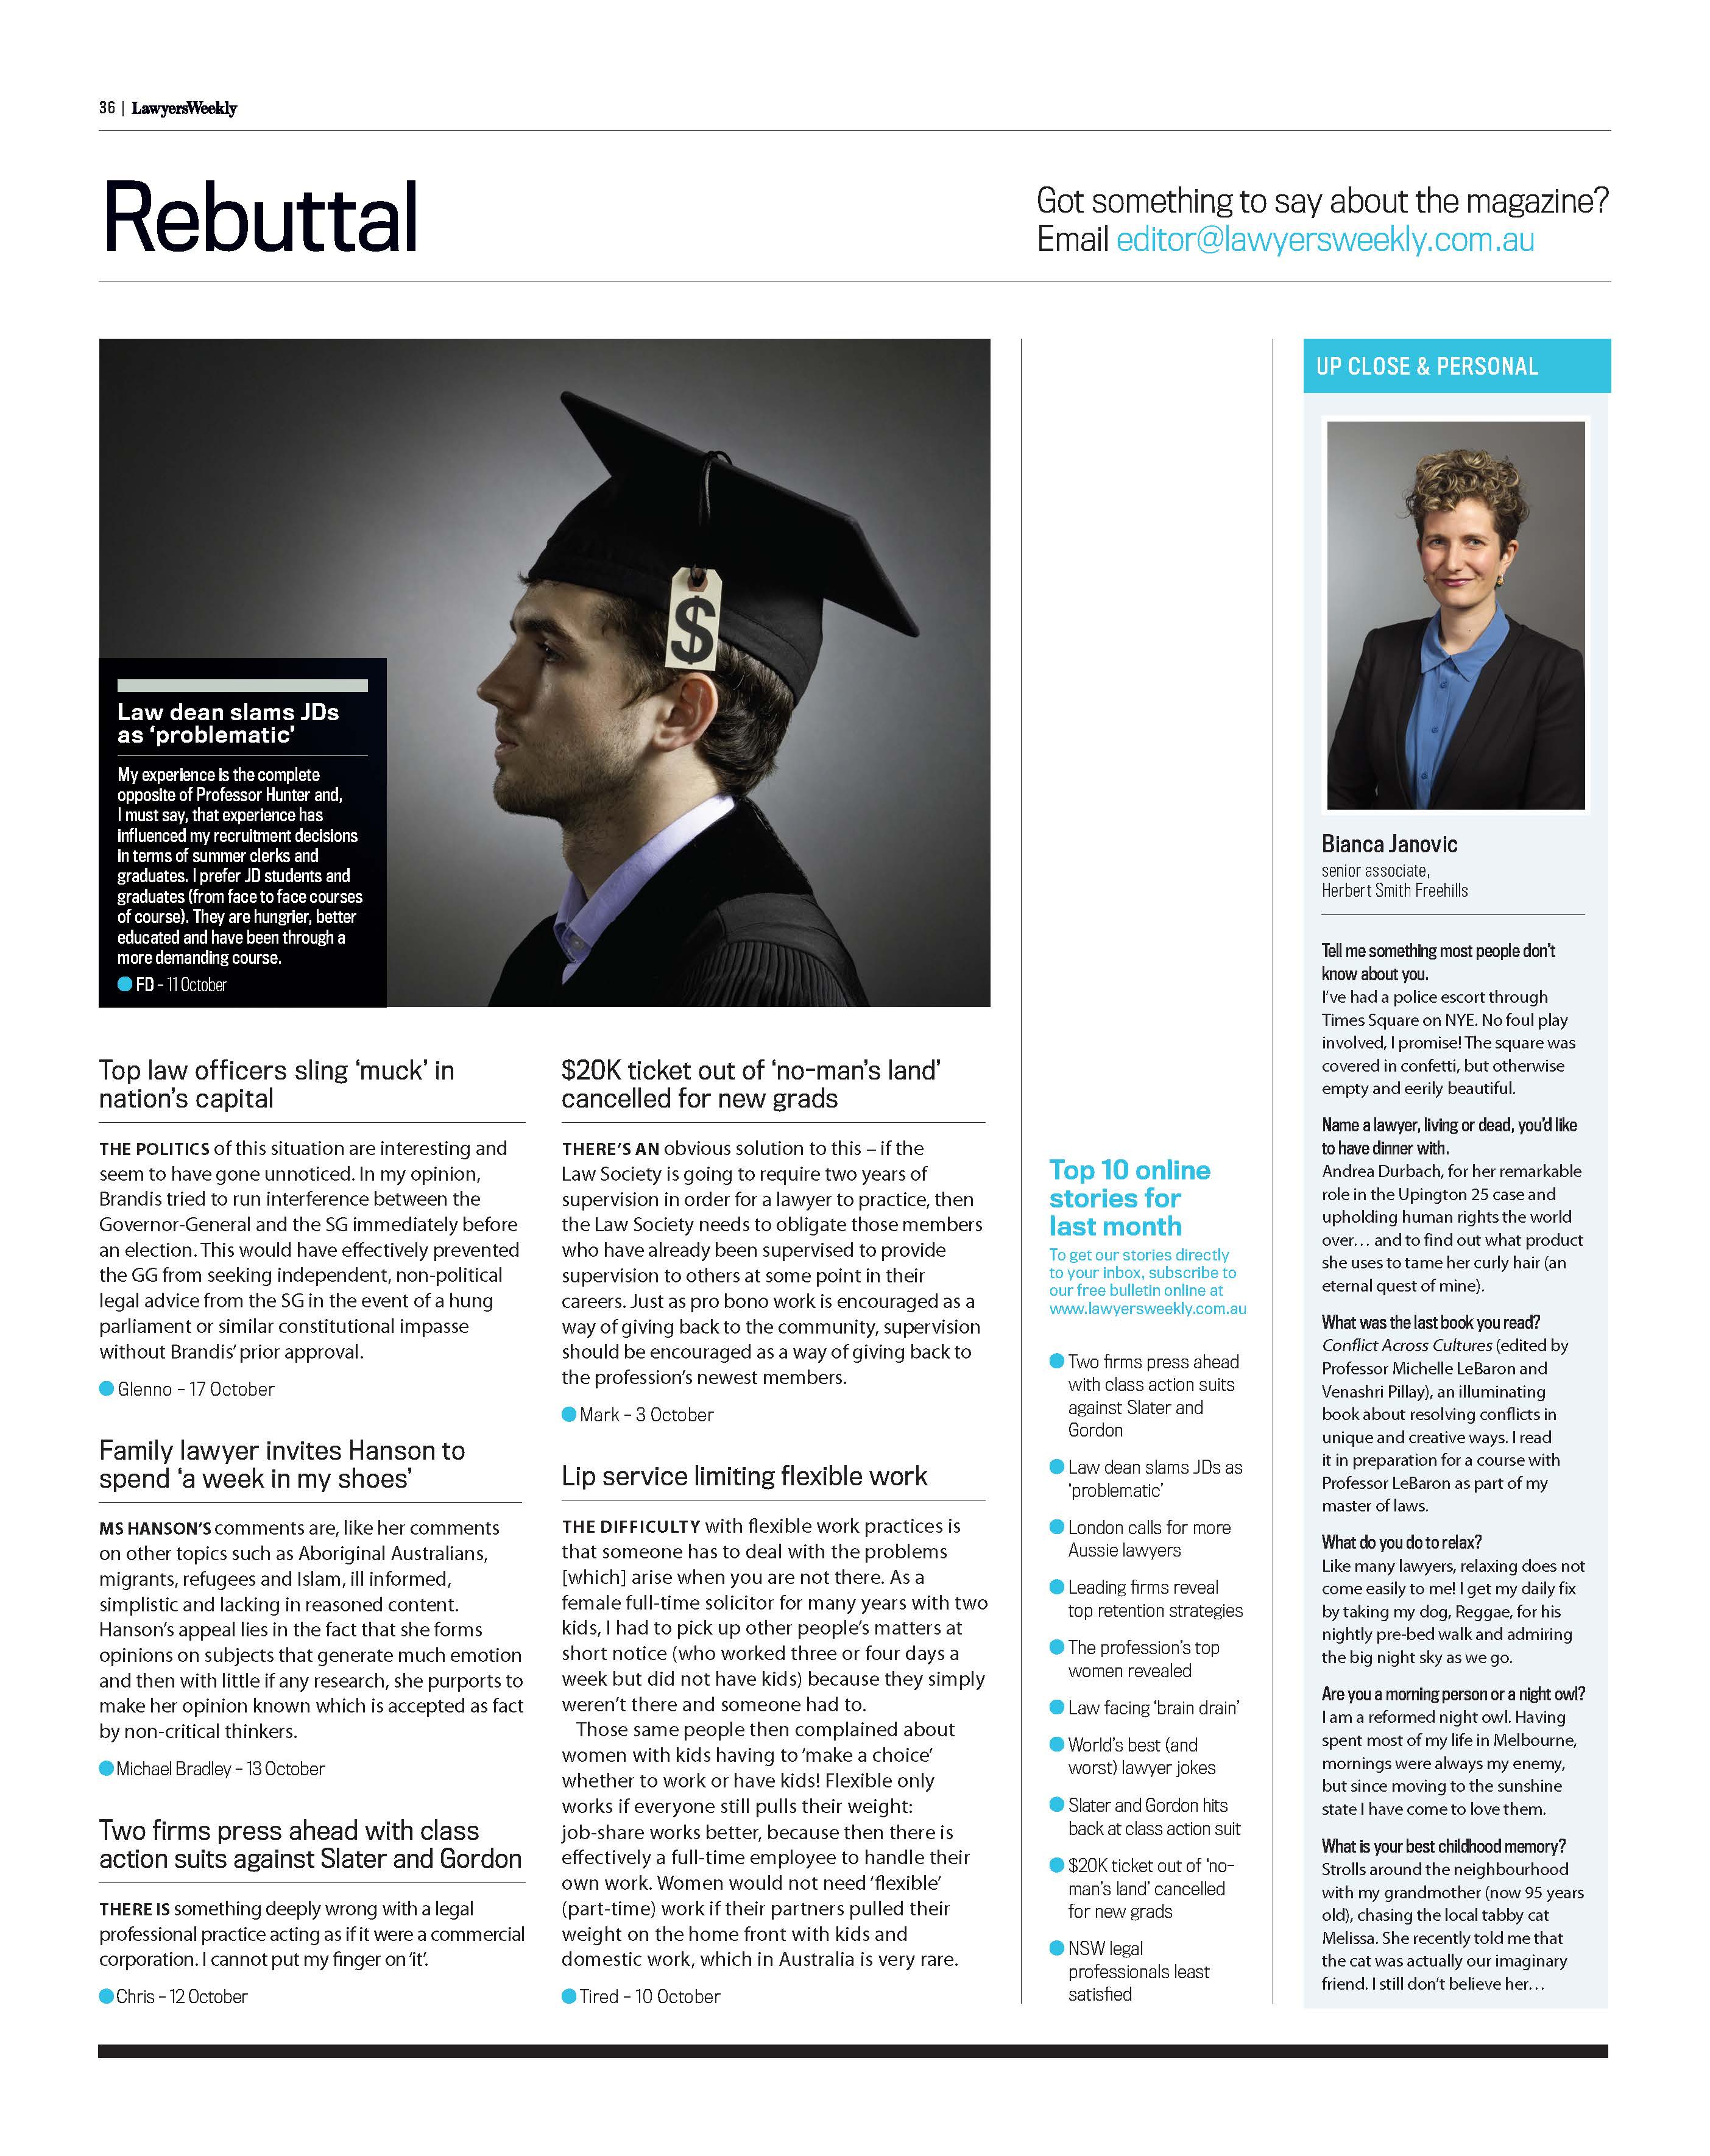 36 | LawyersWeekly
Rebuttal
Got something to say about the magazine?
Email editor@lawyersweekly.com.au
$
Law dean slams JDs
as ‘problematic’
My experience is the complete
opposite of Professor Hunter and,
I must say, that experience has
influenced my recruitment decisions
in terms of summer clerks and
graduates. I prefer JD students and
graduates (from face to face courses
of course). They are hungrier, better
educated and have been through a
more demanding course.
FD – 11 October
Top law officers sling ‘muck’ in
nation’s capital
THE POLITICS of this situation are interesting and
seem to have gone unnoticed. In my opinion,
Brandis tried to run interference between the
Governor-General and the SG immediately before
an election. This would have effectively prevented
the GG from seeking independent, non-political
legal advice from the SG in the event of a hung
parliament or similar constitutional impasse
without Brandis’ prior approval.
Glenno – 17 October
Family lawyer invites Hanson to
spend ‘a week in my shoes’
MS HANSON’S comments are, like her comments
on other topics such as Aboriginal Australians,
migrants, refugees and Islam, ill informed,
simplistic and lacking in reasoned content.
Hanson’s appeal lies in the fact that she forms
opinions on subjects that generate much emotion
and then with little if any research, she purports to
make her opinion known which is accepted as fact
by non-critical thinkers.
Michael Bradley – 13 October
Two firms press ahead with class
action suits against Slater and Gordon
THERE IS something deeply wrong with a legal
professional practice acting as if it were a commercial
corporation. I cannot put my finger on ‘it’.
Chris – 12 October
$20K ticket out of ‘no-man’s land’
cancelled for new grads
THERE’S AN obvious solution to this – if the
Law Society is going to require two years of
supervision in order for a lawyer to practice, then
the Law Society needs to obligate those members
who have already been supervised to provide
supervision to others at some point in their
careers. Just as pro bono work is encouraged as a
way of giving back to the community, supervision
should be encouraged as a way of giving back to
the profession’s newest members.
Mark – 3 October
Lip service limiting flexible work
THE DIFFICULTY with flexible work practices is
that someone has to deal with the problems
[which] arise when you are not there. As a
female full-time solicitor for many years with two
kids, I had to pick up other people’s matters at
short notice (who worked three or four days a
week but did not have kids) because they simply
weren’t there and someone had to.
Those same people then complained about
women with kids having to ‘make a choice’
whether to work or have kids! Flexible only
works if everyone still pulls their weight:
job-share works better, because then there is
effectively a full-time employee to handle their
own work. Women would not need ‘flexible’
(part-time) work if their partners pulled their
weight on the home front with kids and
domestic work, which in Australia is very rare.
Tired – 10 October
Top 10 online
stories for
last month
To get our stories directly
to your inbox, subscribe to
our free bulletin online at
www.lawyersweekly.com.au
Two firms press ahead
with class action suits
against Slater and
Gordon
Law dean slams JDs as
‘problematic’
London calls for more
Aussie lawyers
Leading firms reveal
top retention strategies
The profession’s top
women revealed
Law facing ‘brain drain’
World’s best (and
worst) lawyer jokes
Slater and Gordon hits
back at class action suit
$20K ticket out of ‘no-
man’s land’ cancelled
for new grads
NSW legal
professionals least
satisfied
UP CLOSE & PERSONAL
Bianca Janovic
senior associate,
Herbert Smith Freehills
Tell me something most people don’t
know about you.
I’ve had a police escort through
Times Square on NYE. No foul play
involved, I promise! The square was
covered in confetti, but otherwise
empty and eerily beautiful.
Name a lawyer, living or dead, you’d like
to have dinner with.
Andrea Durbach, for her remarkable
role in the Upington 25 case and
upholding human rights the world
over… and to find out what product
she uses to tame her curly hair (an
eternal quest of mine).
What was the last book you read?
Conflict Across Cultures (edited by
Professor Michelle LeBaron and
Venashri Pillay), an illuminating
book about resolving conflicts in
unique and creative ways. I read
it in preparation for a course with
Professor LeBaron as part of my
master of laws.
What do you do to relax?
Like many lawyers, relaxing does not
come easily to me! I get my daily fix
by taking my dog, Reggae, for his
nightly pre-bed walk and admiring
the big night sky as we go.
Are you a morning person or a night owl?
I am a reformed night owl. Having
spent most of my life in Melbourne,
mornings were always my enemy,
but since moving to the sunshine
state I have come to love them.
What is your best childhood memory?
Strolls around the neighbourhood
with my grandmother (now 95 years
old), chasing the local tabby cat
Melissa. She recently told me that
the cat was actually our imaginary
friend. I still don’t believe her…